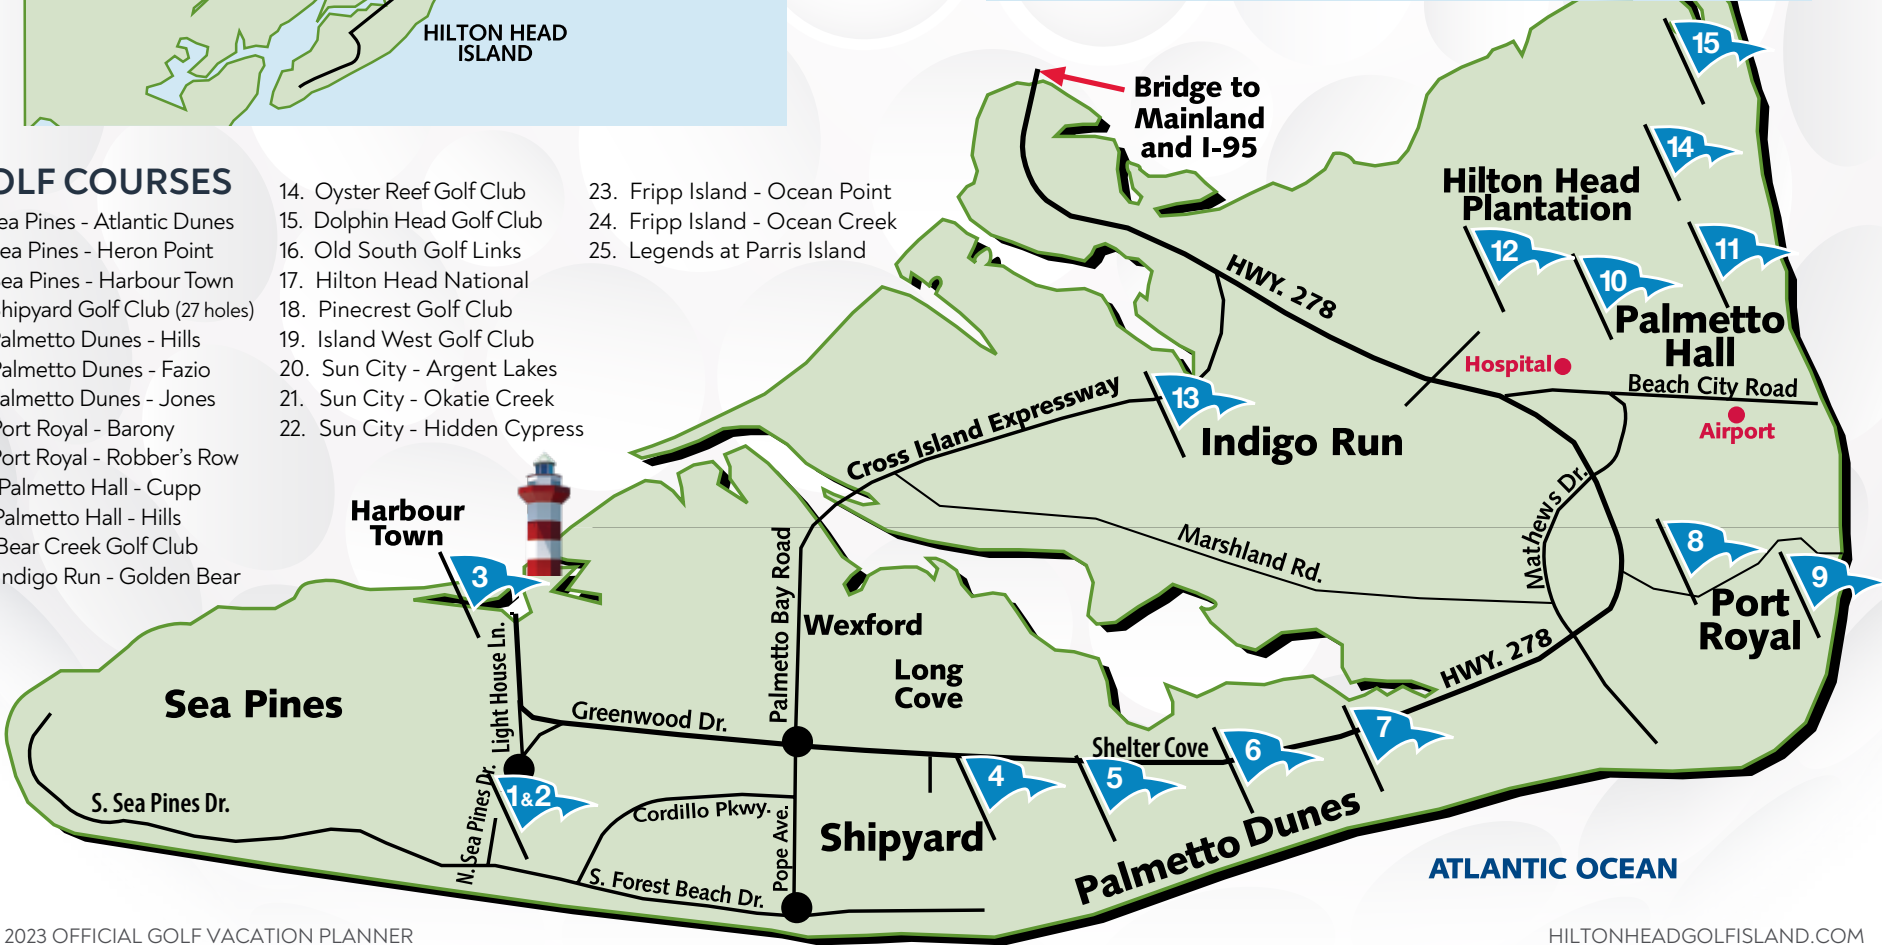 HILTON HEAD
ISLAND
OLF COURSES
ea Pines - Atlantic Dunes
ea Pines - Heron Point
ea Pines - Harbour Town
hipyard Golf Club (27 holes)
almetto Dunes - Hills
almetto Dunes - Fazio
almetto Dunes - Jones
Port Royal - Barony
Port Royal - Robber's Row
Palmetto Hall - Cupp
Palmetto Hall - Hills
Bear Creek Golf Club
ndigo Run - Golden Bear
14. Oyster Reef Golf Club
15. Dolphin Head Golf Club
16. Old South Golf Links
17. Hilton Head National
18. Pinecrest Golf Club
19. Island West Golf Club
20. Sun City - Argent Lakes
21. Sun City - Okatie Creek
22. Sun City - Hidden Cypress
23. Fripp Island - Ocean Point
24. Fripp Island - Ocean Creek
25. Legends at Parris Island
Bridge to
Mainland
and I-95
15
14
Hilton Head
Plantation
12
10
11
Palmetto
Hall
HWY. 278
Hospital
Beach City Road
Airport
13
Cross Island Expressway
Indigo Run
Harbour
Town
3
Marshland Rd.
Mathews Dr.
8
9
Port
Royal
Palmetto Bay Road
Wexford
Long
Cove
Light House Ln.
Sea Pines
Greenwood Dr.
HWY. 278
Shelter Cove
7
6
5
4
1&2
S. Sea Pines Dr.
N. Sea Pines Dr.
Cordillo Pkwy.
Pope Ave.
Shipyard
S. Forest Beach Dr.
Palmetto Dunes
ATLANTIC OCEAN
2023 OFFICIAL GOLF VACATION PLANNER
HILTONHEADGOLFISLAND.COM